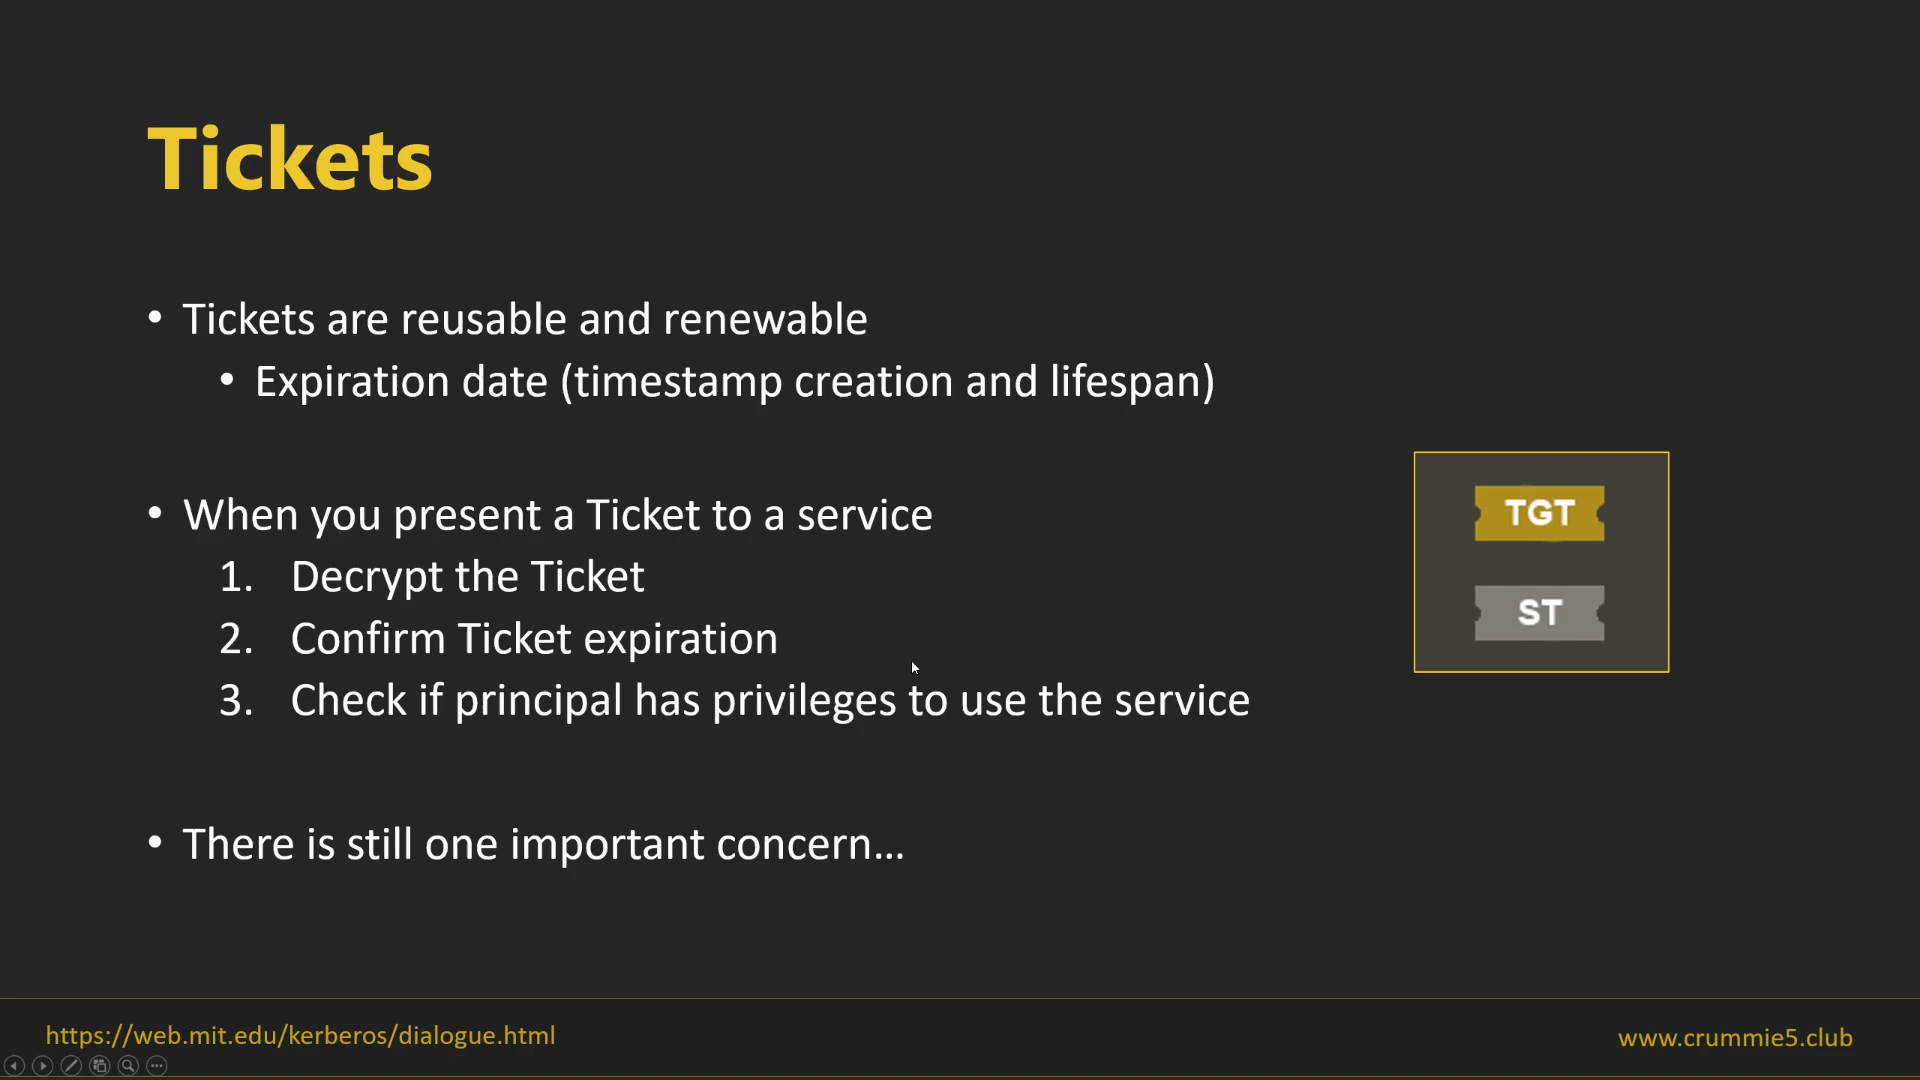 Tickets
• Tickets are reusable and renewable
• Expiration date (timestamp creation and lifespan)
• When you present a Ticket to a service
1. Decrypt the Ticket
2. Confirm Ticket expiration
3. Check if principal has privileges to use the service
TGT
ST
• There is still one important concern...
https://web.mit.edu/kerberos/dialogue.html
www.crummie5.club